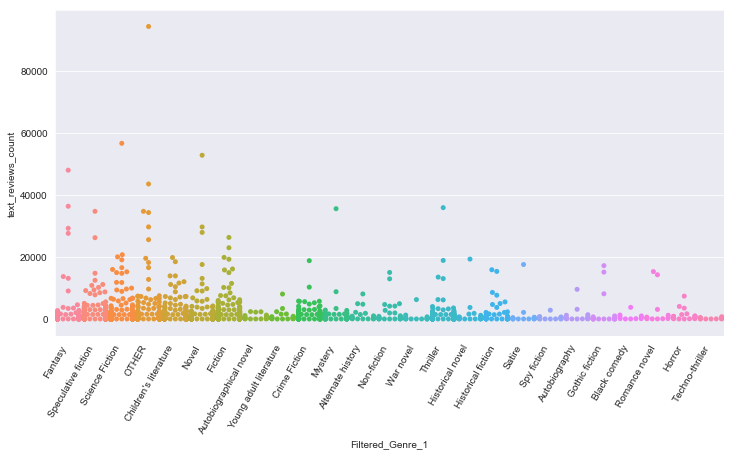 80000
60000
40000
20000
0
text_reviews_count
Fantasy
Speculative fiction
Science Fiction
OTHER
Children's literature
Novel
Fiction
Autobiographical novel
Young adult literature
Crime Fiction
Mystery
Alternate history
Non-fiction
War novel
Thriller
Historical novel
Historical fiction
Satire
Spy fiction
Autobiography
Gothic fiction
Black comedy
Romance novel
Horror
Techno-thriller
Filtered_Genre_1